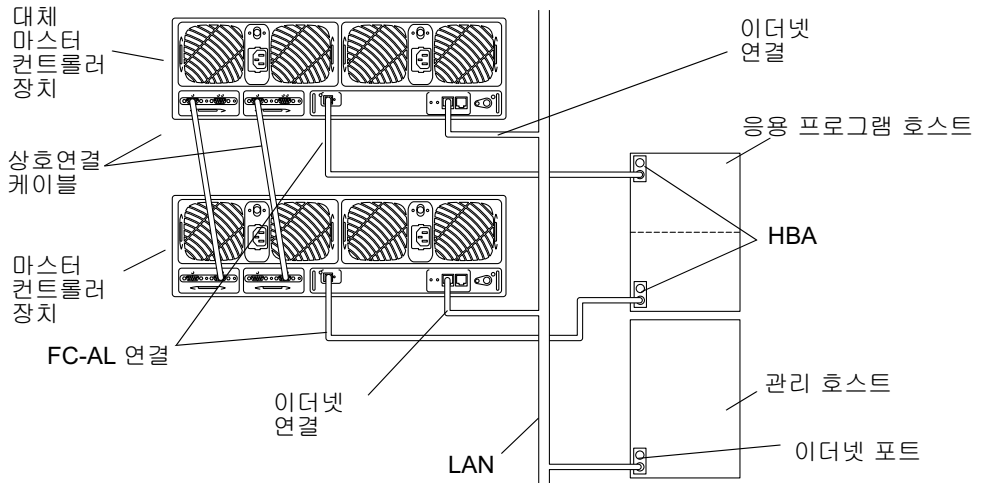 대체
마스터
컨트롤러
장치
이더넷
연결
응용 프로그램 호스트
상호연결
케이블
HBA
마스터
컨트롤러
장치
FC-AL 연결
이더넷
연결
관리 호스트
LAN
이더넷 포트